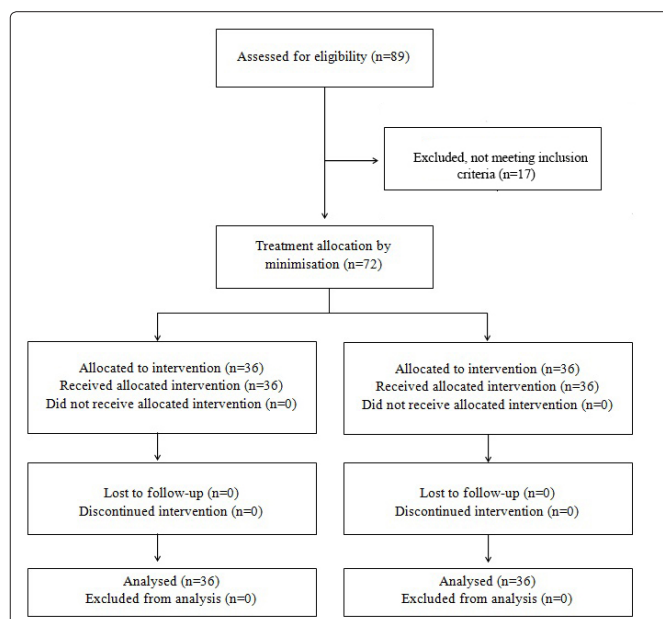 Assessed for eligibility (n=89)
Excluded, not meeting inclusion
criteria (n=17)
Treatment allocation by
minimisation (n=72)
Allocated to intervention (n=36)
Received allocated intervention (n=36)
Did not receive allocated intervention (n=0)
Allocated to intervention (n=36)
Received allocated intervention (n=36)
Did not receive allocated intervention (n=0)
Lost to follow-up (n=0)
Discontinued intervention (n=0)
Lost to follow-up (n=0)
Discontinued intervention (n=0)
Analysed (n=36)
Excluded from analysis (n=0)
Analysed (n=36)
Excluded from analysis (n=0)